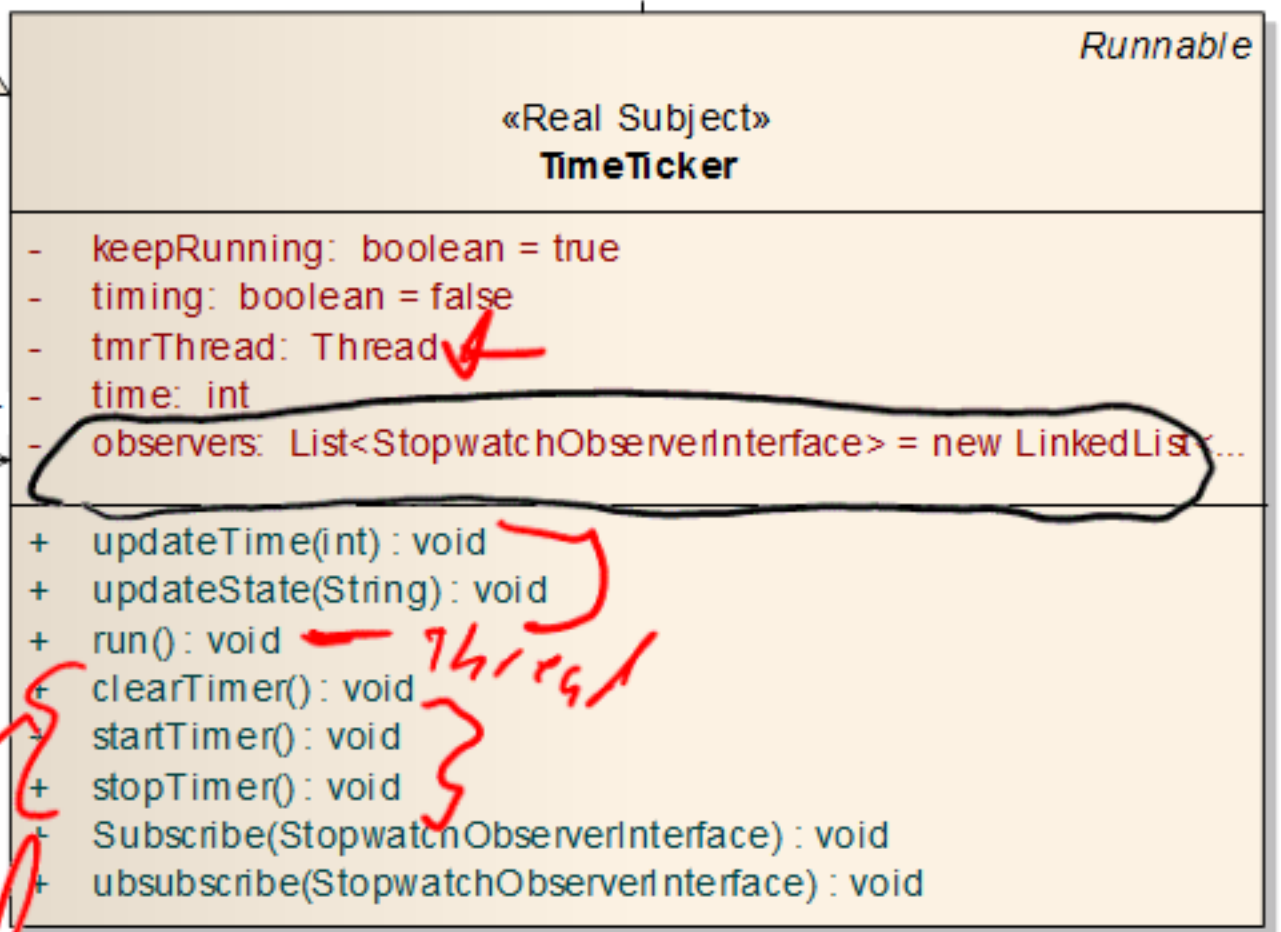 Runnable
«Real Subject»
TimeTicker
- keepRunning: boolean = true
- timing: boolean = false
- tmrThread: Thread
- time: int
- observers: List<StopwatchObserverInterface> = new LinkedList<...
+ updateTime(int) : void
+ updateState(String) : void
+ run() : void Thread
+ clearTimer() : void
+ startTimer() : void
+ stopTimer() : void
+ Subscribe(StopwatchObserverInterface) : void
+ ubsubscribe(StopwatchObserverInterface) : void